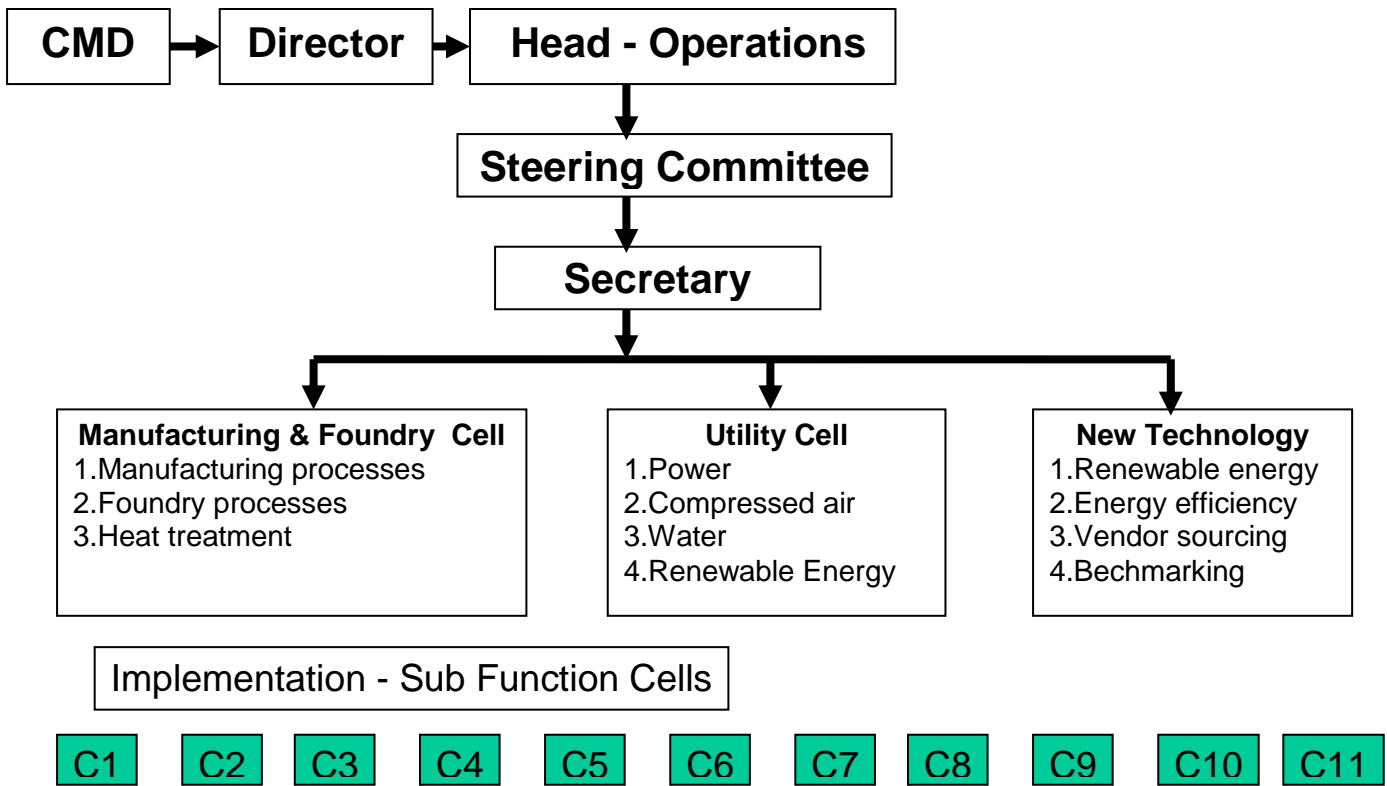 CMD
Director
Head - Operations
Steering Committee
Secretary
Manufacturing & Foundry Cell
1.Manufacturing processes
2.Foundry processes
3.Heat treatment
Utility Cell
1.Power
2.Compressed air
3.Water
4.Renewable Energy
New Technology
1.Renewable energy
2.Energy efficiency
3.Vendor sourcing
4.Bechmarking
Implementation - Sub Function Cells
C1
C2
C3
C4
C5
C6
C7
C8
C9
C10
C11